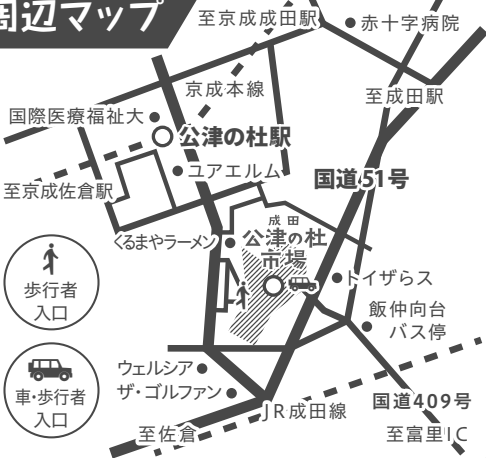 周辺マップ
至京成成田駅
赤十字病院
京成本線
至成田駅
国際医療福祉大
公津の杜駅
ユアエルム
国道51号
至京成佐倉駅
くるまやラーメン
成田
公津の杜
市場
歩行者
入口
トイザらス
飯仲向台
バス停
車・歩行者
入口
ウェルシア
ザ・ゴルファン
JR成田線
国道409号
至佐倉
至富里IC